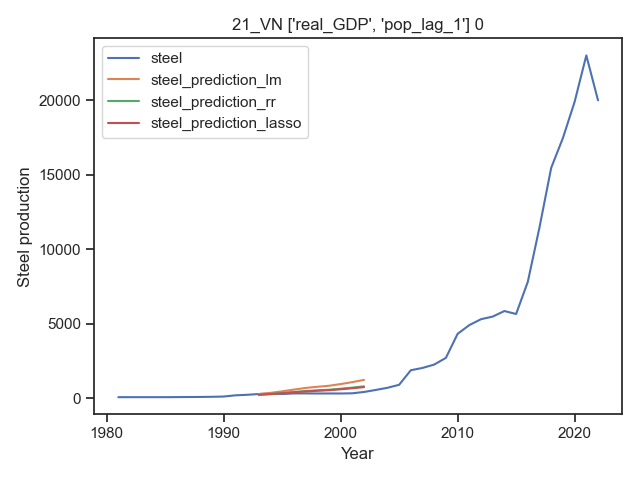 21_VN ['real_GDP', 'pop_lag_1'] 0
steel
steel_prediction_lm
steel_prediction_rr
steel_prediction_lasso
Steel production
20000
15000
10000
5000
0
1980
1990
2000
2010
2020
Year